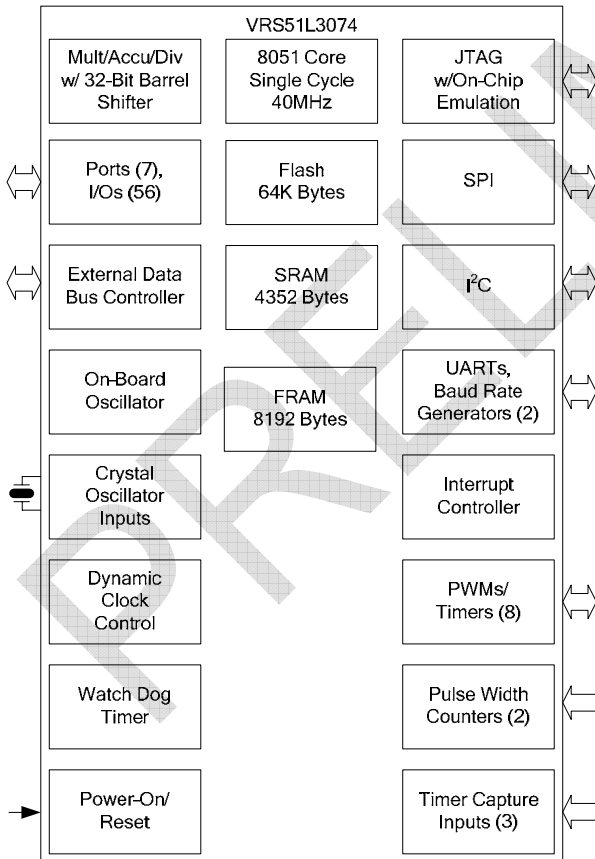 VRS51L3074
Mult/Accu/Div
w/ 32-Bit Barrel
Shifter
8051 Core
Single Cycle
40MHz
JTAG
w/On-Chip
Emulation
Ports (7),
I/Os (56)
Flash
64K Bytes
SPI
External Data
Bus Controller
SRAM
4352 Bytes
I²C
On-Board
Oscillator
FRAM
8192 Bytes
UARTs,
Baud Rate
Generators (2)
Crystal
Oscillator
Inputs
Interrupt
Controller
Dynamic
Clock
Control
PWMs/
Timers (8)
Watch Dog
Timer
Pulse Width
Counters (2)
Power-On/
Reset
Timer Capture
Inputs (3)
PRELI